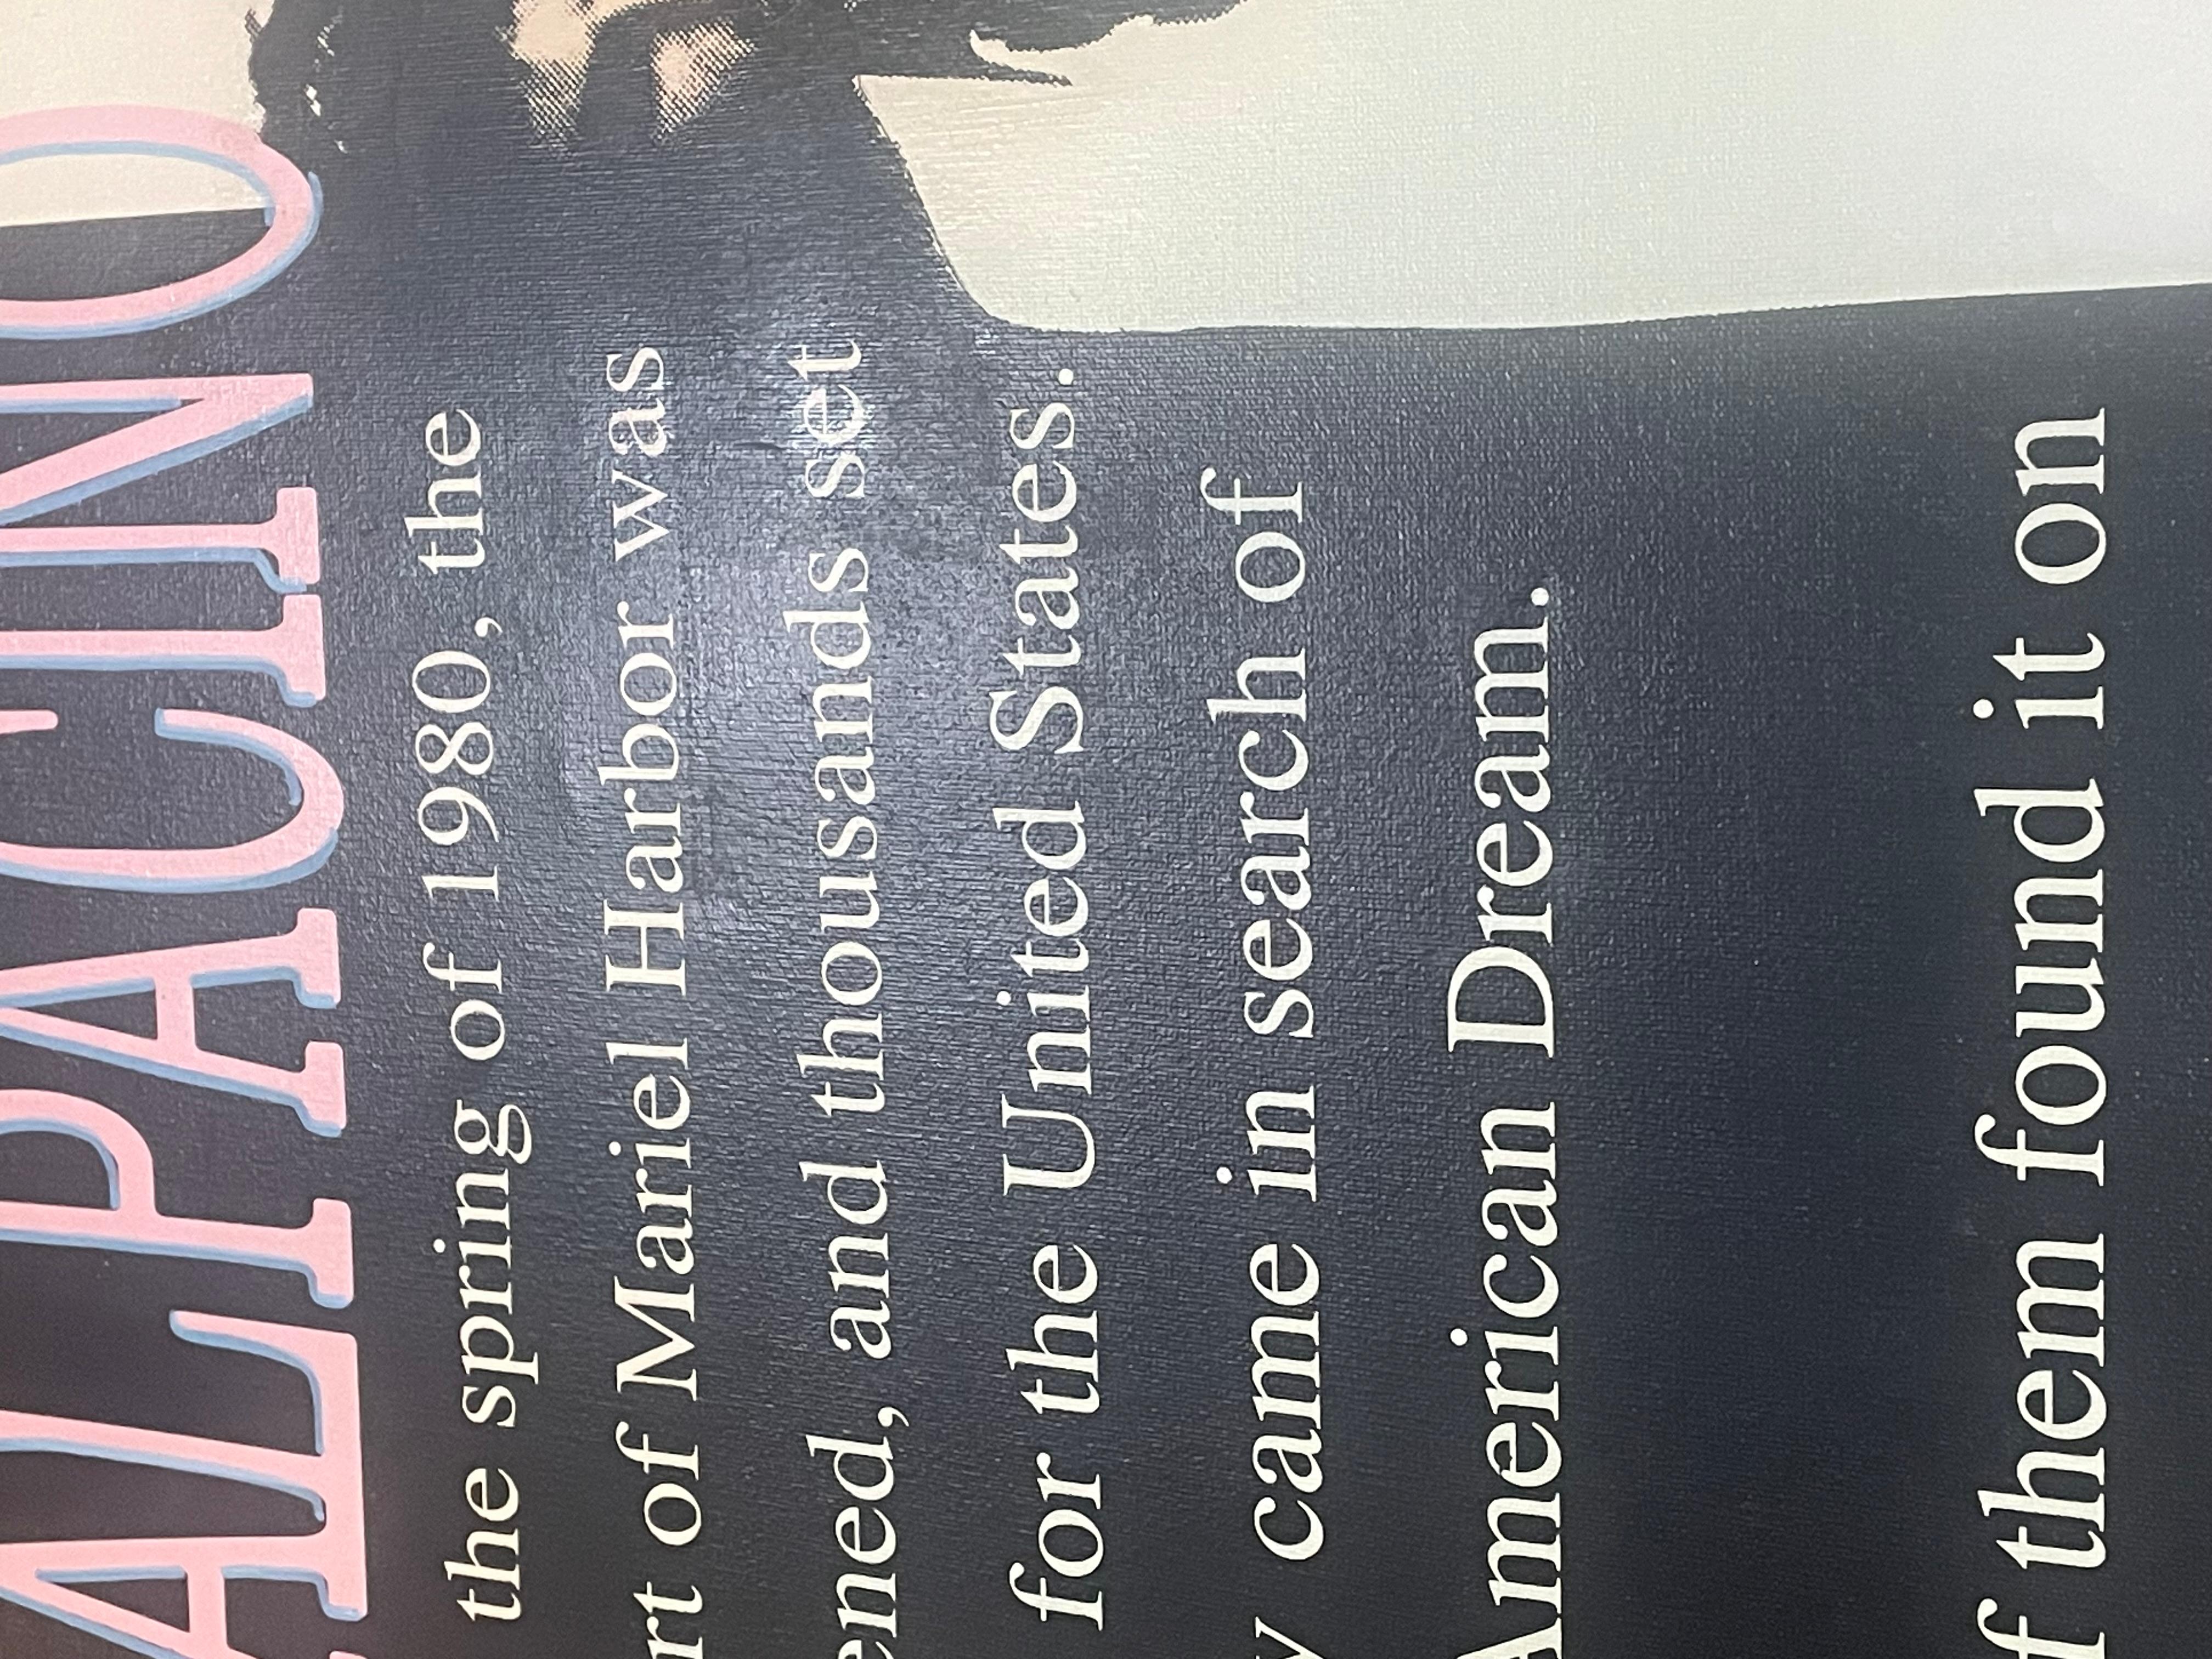 AL PACINO
the spring of 1980, the
rt of Mariel Harbor was
ened, and thousands set
for the United States.
y came in search of
American Dream.
f them found it on